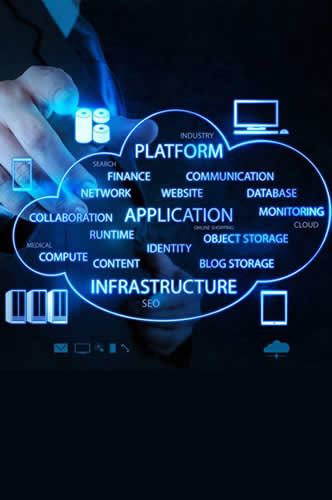 INDUSTRY
PLATFORM
SEARCH
FINANCE COMMUNICATION
NETWORK WEBSITE DATABASE
COLLABORATION APPLICATION MONITORING
ONLINE SHOPPING CLOUD
RUNTIME OBJECT STORAGE
MEDICAL IDENTITY
COMPUTE CONTENT BLOG STORAGE
INFRASTRUCTURE
SEO